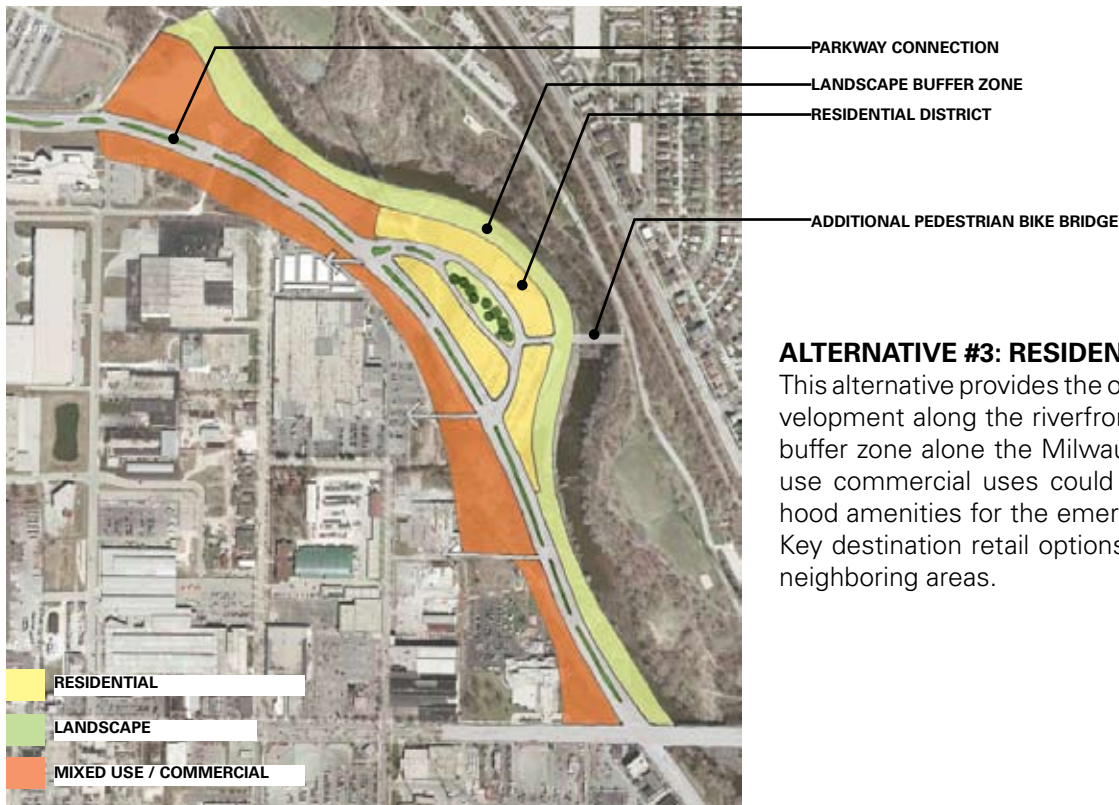 PARKWAY CONNECTION
LANDSCAPE BUFFER ZONE
RESIDENTIAL DISTRICT
ADDITIONAL PEDESTRIAN BIKE BRIDGE
ALTERNATIVE #3: RESIDEN
This alternative provides the o
velopment along the riverfron
buffer zone alone the Milwau
use commercial uses could
hood amenities for the emer
Key destination retail options
neighboring areas.
RESIDENTIAL
LANDSCAPE
MIXED USE / COMMERCIAL